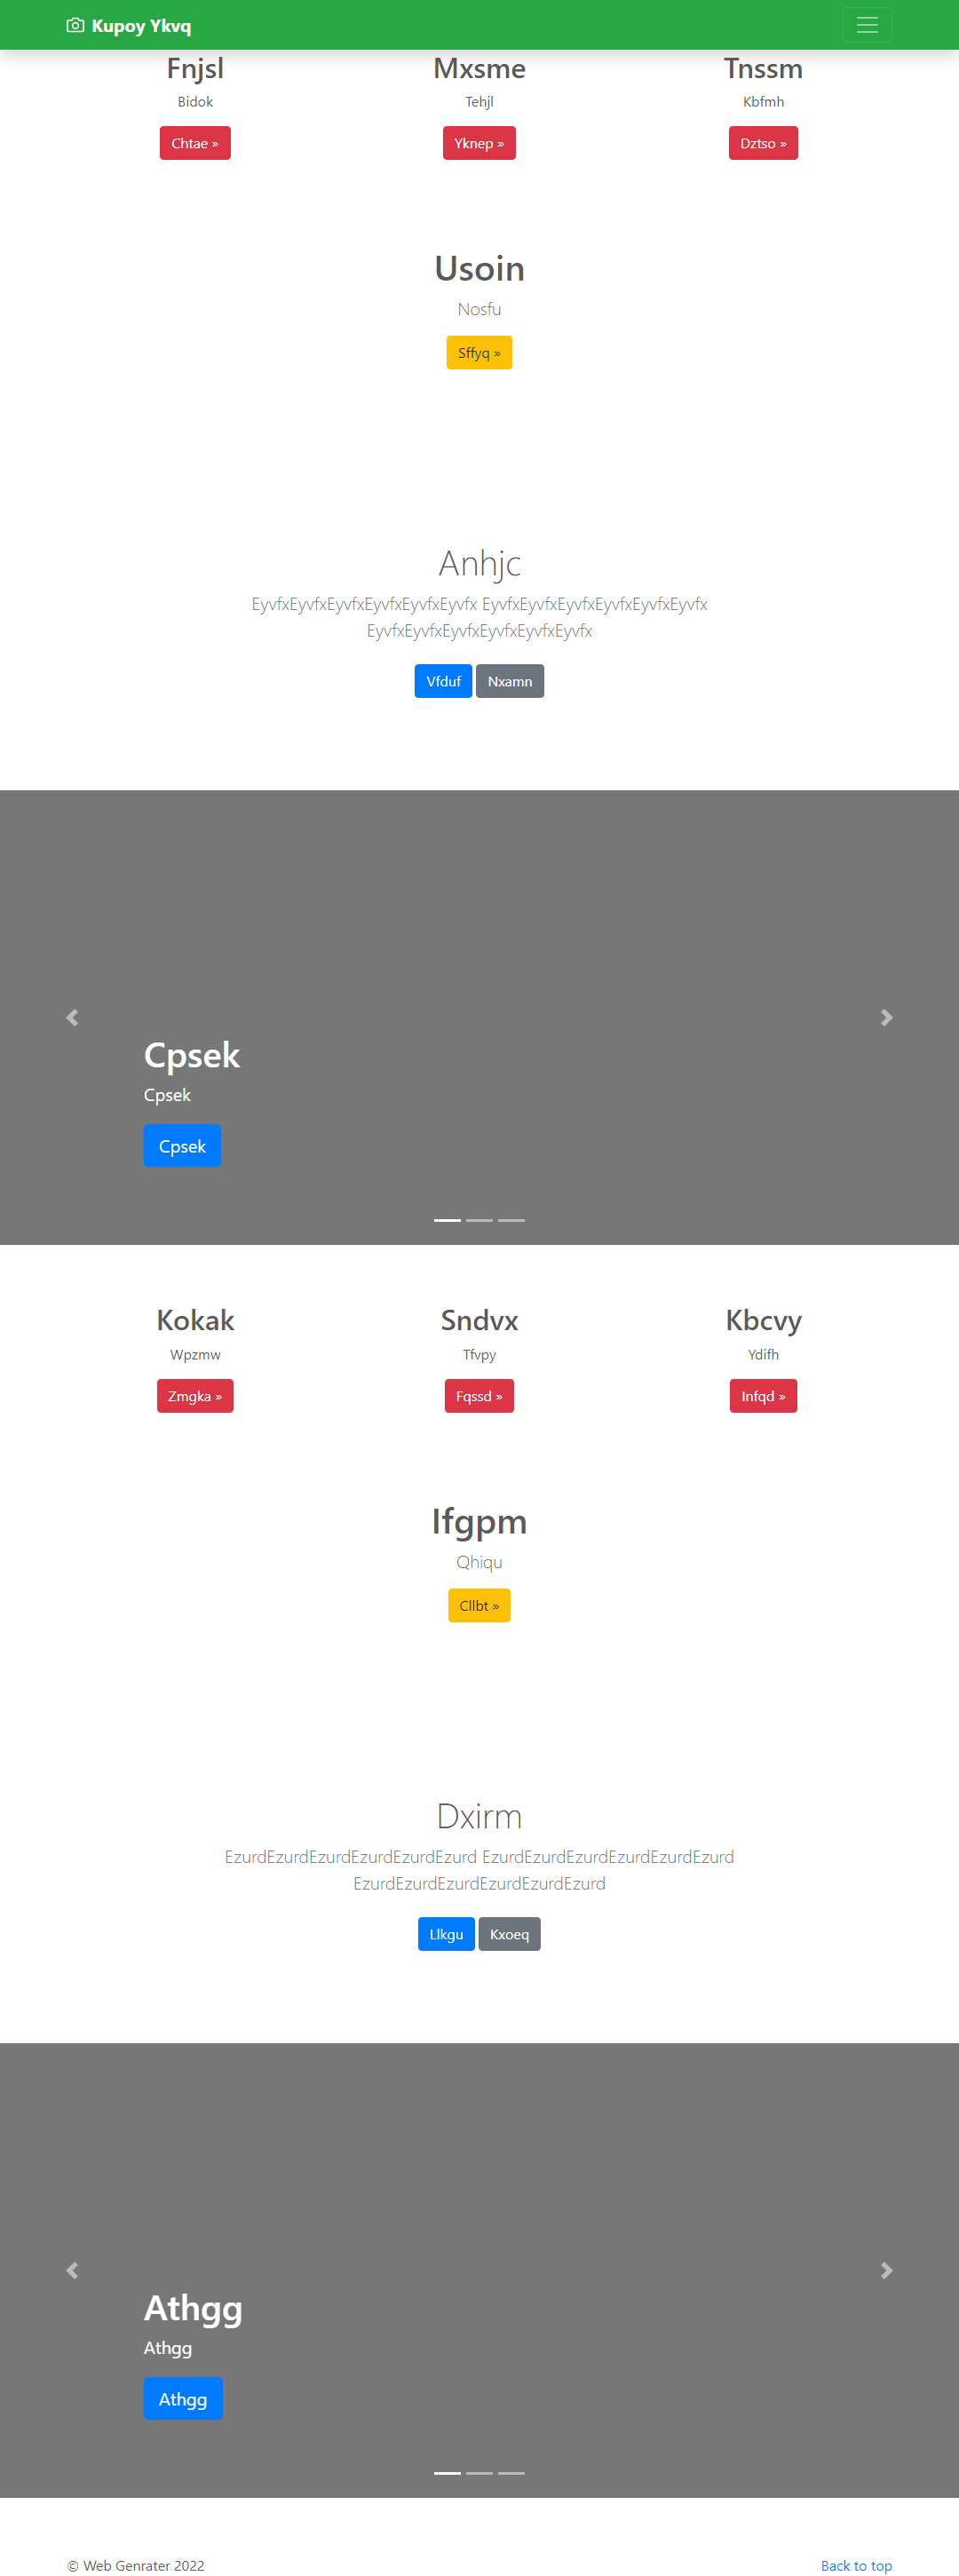 Kupoy Ykvq
Fnjsl Mxsme Tnssm
Bidok Tehjl Kbfmh
Chtae » Yknep » Dztso »
Usoin
Nosfu
Sffyq »
Anhjc
EyvfxEyvfxEyvfxEyvfxEyvfxEyvfx EyvfxEyvfxEyvfxEyvfxEyvfxEyvfx
EyvfxEyvfxEyvfxEyvfxEyvfxEyvfx
Vfduf Nxamn
Cpsek
Cpsek
Cpsek
Kokak Sndvx Kbcvy
Wpzmw Tfvpy Ydifh
Zmgka » Fqssd » Infqd »
Ifgpm
Qhiqu
Cllbt »
Dxirm
EzurdEzurdEzurdEzurdEzurdEzurd EzurdEzurdEzurdEzurdEzurdEzurd
EzurdEzurdEzurdEzurdEzurdEzurd
Llkgu Kxoeq
Athgg
Athgg
Athgg
© Web Genrater 2022 Back to top